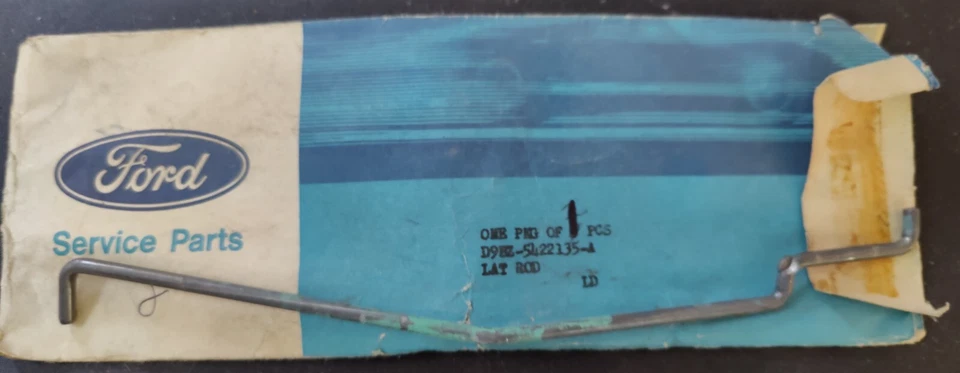 Ford
Service Parts
ONE PKG OF 1 PCS
D9BZ-5422135-A
LAT ROD
LD